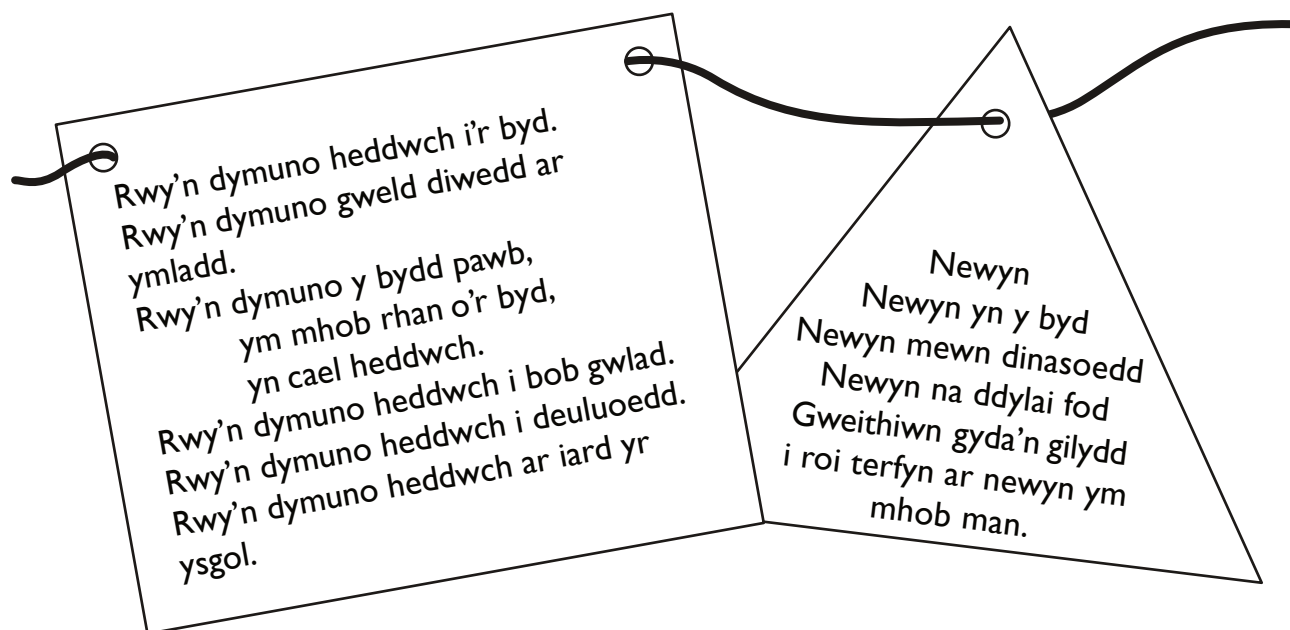 Rwy’n dymuno heddwch i’r byd.
Rwy’n dymuno gweld diwedd ar
ymladd.
Rwy’n dymuno y bydd pawb,
ym mhob rhan o’r byd,
yn cael heddwch.
Rwy’n dymuno heddwch i bob gwlad.
Rwy’n dymuno heddwch i deuluoedd.
Rwy’n dymuno heddwch ar iard yr
ysgol.
Newyn
Newyn yn y byd
Newyn mewn dinasoedd
Newyn na ddylai fod
Gweithiwn gyda’n gilydd
i roi terfyn ar newyn ym
mhob man.